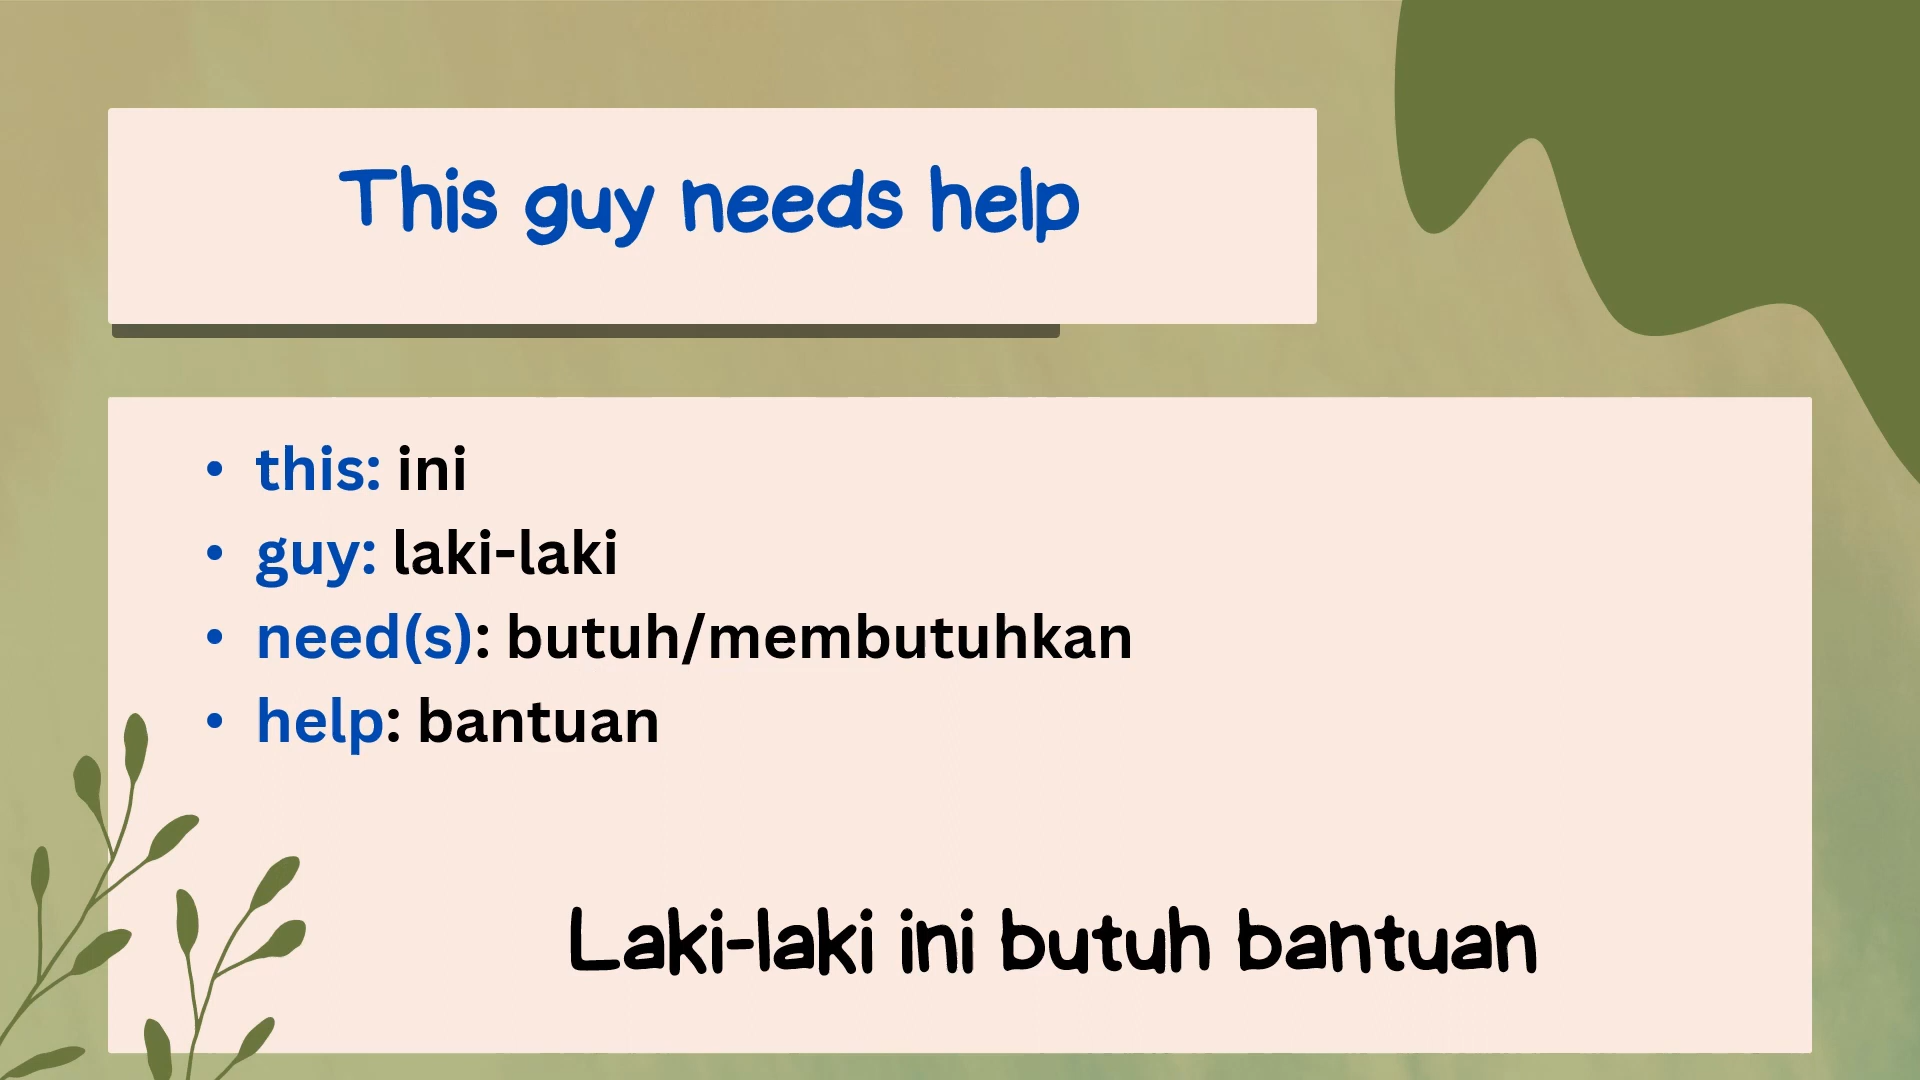 This guy needs help
• this: ini
• guy: laki-laki
• need(s): butuh/membutuhkan
• help: bantuan
Laki-laki ini butuh bantuan